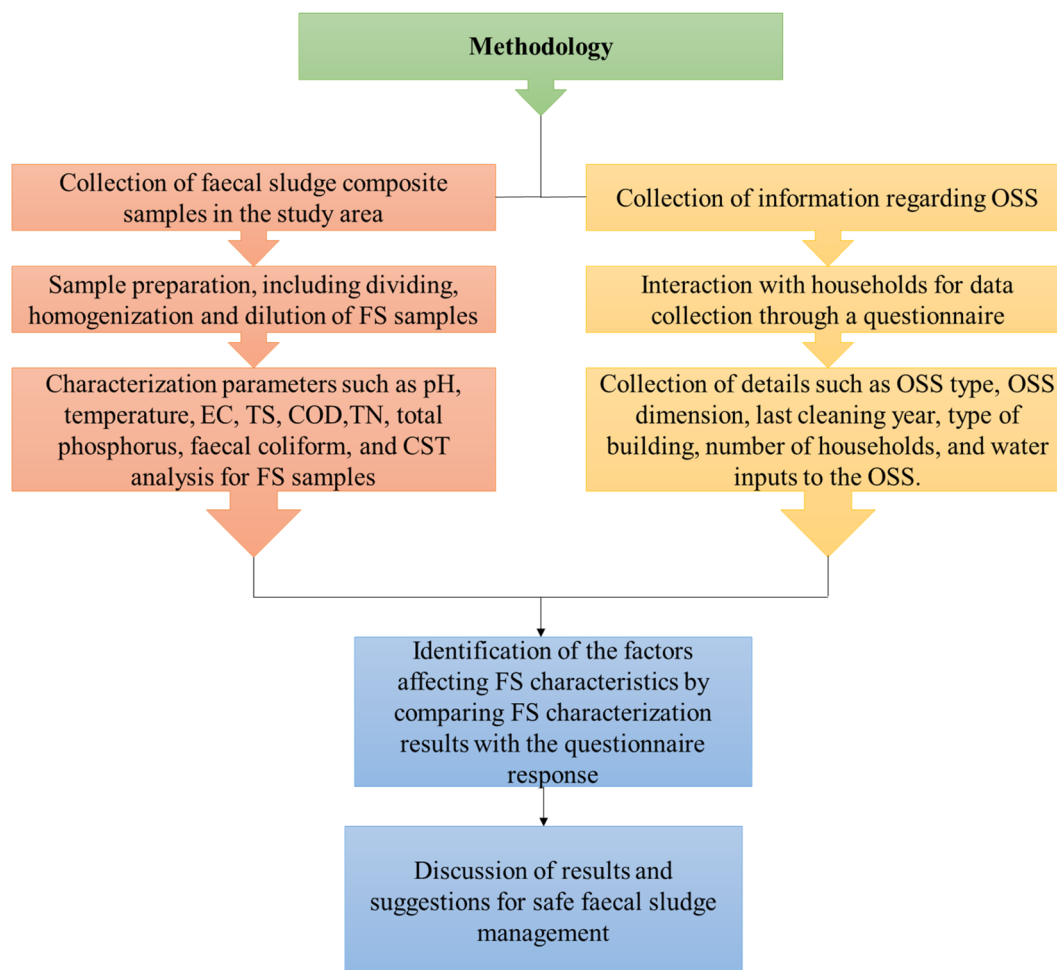 Methodology
Collection of faecal sludge composite
samples in the study area
Sample preparation, including dividing,
homogenization and dilution of FS samples
Characterization parameters such as pH,
temperature, EC, TS, COD,TN, total
phosphorus, faecal coliform, and CST
analysis for FS samples
Collection of information regarding OSS
Interaction with households for data
collection through a questionnaire
Collection of details such as OSS type, OSS
dimension, last cleaning year, type of
building, number of households, and water
inputs to the OSS.
Identification of the factors
affecting FS characteristics by
comparing FS characterization
results with the questionnaire
response
Discussion of results and
suggestions for safe faecal sludge
management